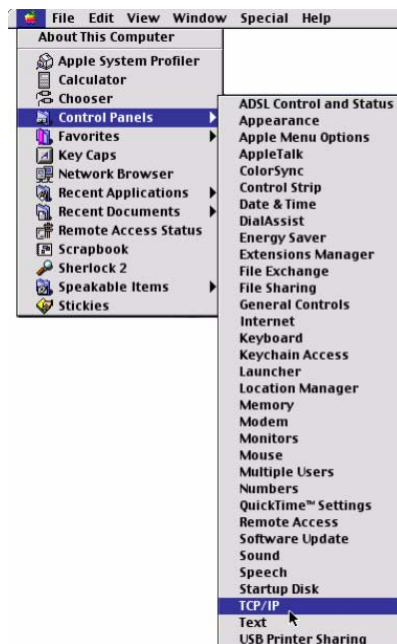 File Edit View Window Special Help
About This Computer
Apple System Profiler
Calculator
Chooser
Control Panels
Favorites
Key Caps
Network Browser
Recent Applications
Recent Documents
Remote Access Status
Scrapbook
Sherlock 2
Speakable Items
Stickies
ADSL Control and Status
Appearance
Apple Menu Options
AppleTalk
ColorSync
Control Strip
Date & Time
DialAssist
Energy Saver
Extensions Manager
File Exchange
File Sharing
General Controls
Internet
Keyboard
Keychain Access
Launcher
Location Manager
Memory
Modem
Monitors
Mouse
Multiple Users
Numbers
QuickTime™ Settings
Remote Access
Software Update
Sound
Speech
Startup Disk
TCP/IP
Text
USB Printer Sharing